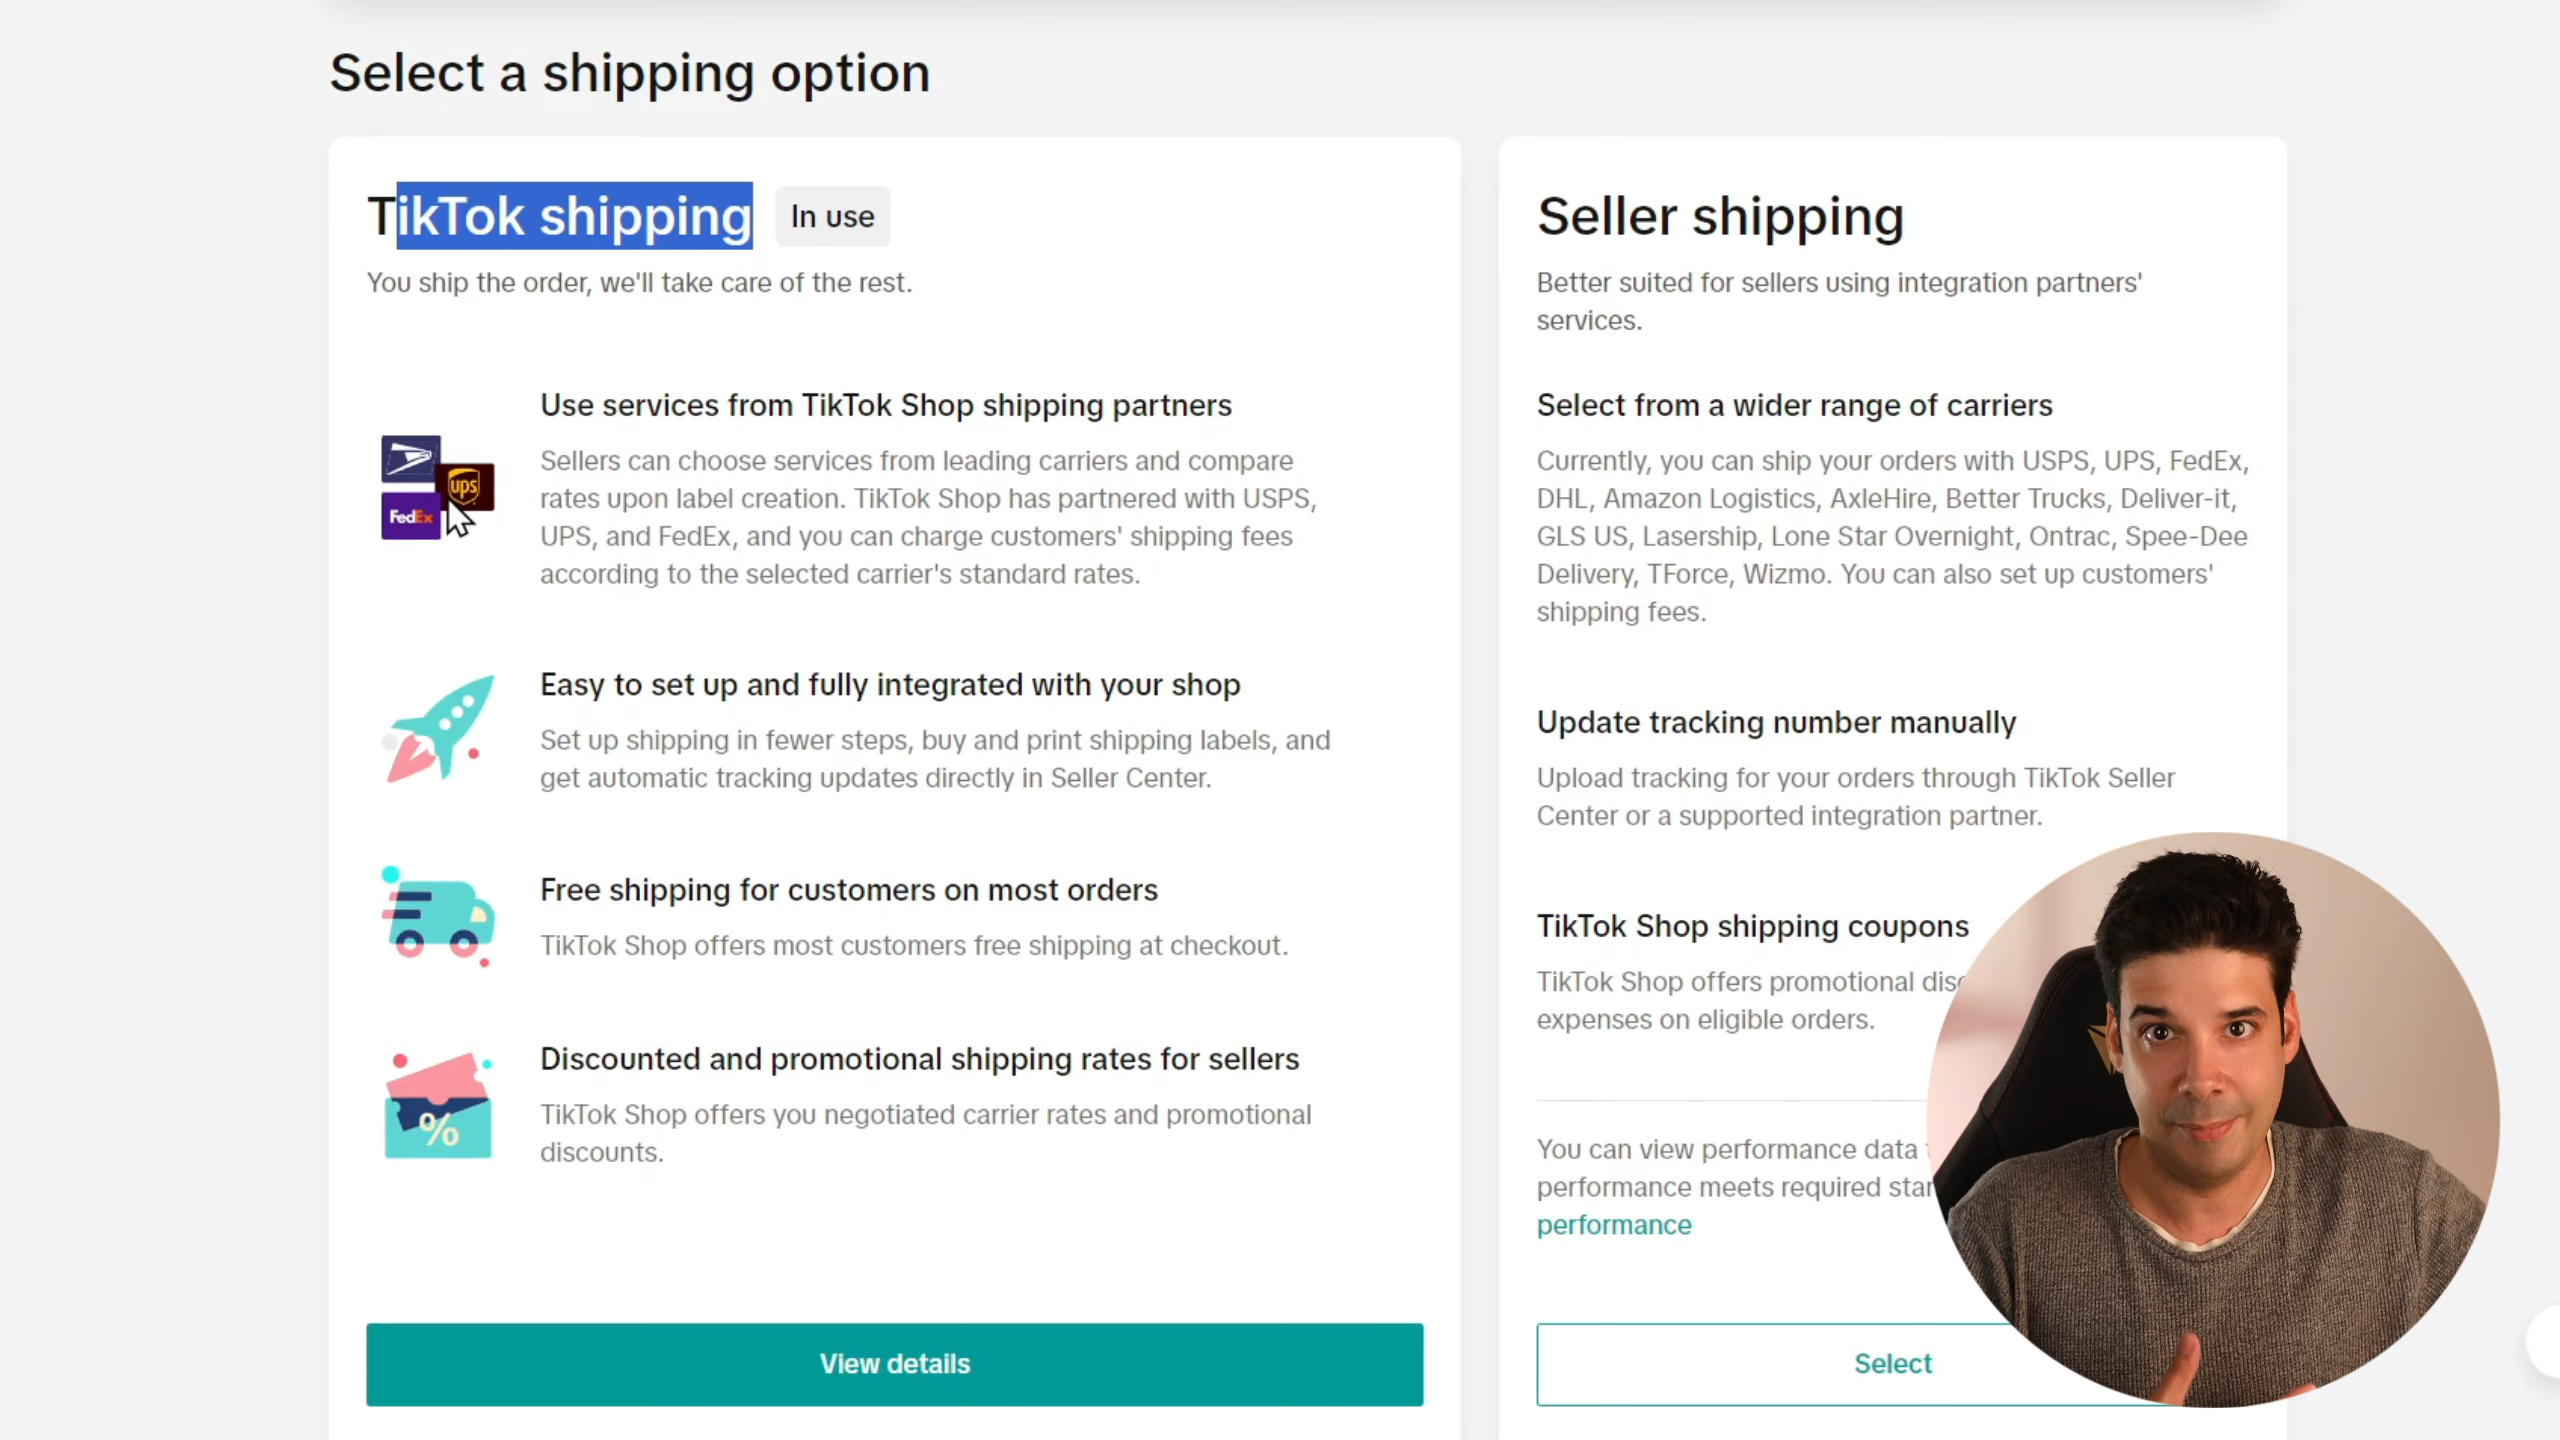 Select a shipping option
TikTok shipping
In use
You ship the order, we'll take care of the rest.
ups
FedEx
Use services from TikTok Shop shipping partners
Sellers can choose services from leading carriers and compare
rates upon label creation. TikTok Shop has partnered with USPS,
UPS, and FedEx, and you can charge customers' shipping fees
according to the selected carrier's standard rates.
Easy to set up and fully integrated with your shop
Set up shipping in fewer steps, buy and print shipping labels, and
get automatic tracking updates directly in Seller Center.
Free shipping for customers on most orders
TikTok Shop offers most customers free shipping at checkout.
%
Discounted and promotional shipping rates for sellers
TikTok Shop offers you negotiated carrier rates and promotional
discounts.
View details
Seller shipping
Better suited for sellers using integration partners'
services.
Select from a wider range of carriers
Currently, you can ship your orders with USPS, UPS, FedEx,
DHL, Amazon Logistics, AxleHire, Better Trucks, Deliver-it,
GLS US, Lasership, Lone Star Overnight, Ontrac, Spee-Dee
Delivery, TForce, Wizmo. You can also set up customers'
shipping fees.
Update tracking number manually
Upload tracking for your orders through TikTok Seller
Center or a supported integration partner.
TikTok Shop shipping coupons
TikTok Shop offers promotional
expenses on eligible orders.
You can view performance data
performance meets required
performance
Select